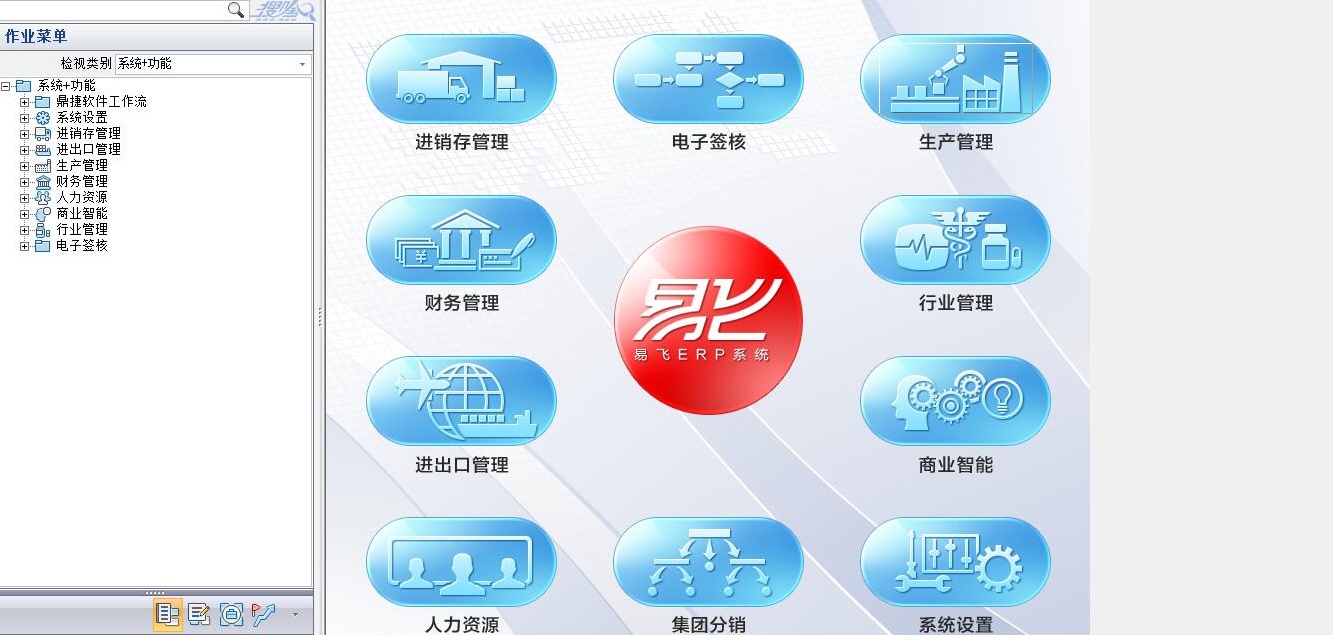 搜啥
作业菜单
检视类别 系统+功能
系统+功能
鼎捷软件工作流
系统设置
进销存管理
进出口管理
生产管理
财务管理
人力资源
商业智能
行业管理
电子签核
进销存管理
电子签核
生产管理
财务管理
行业管理
易飞
易飞ERP系统
进出口管理
商业智能
人力资源
集团分销
系统设置